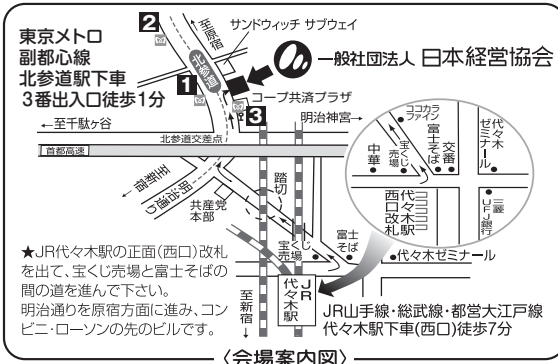 東京メトロ
副都心線
北参道駅下車
3番出入口徒歩1分
2
至原宿
サンドウィッチ サブウェイ
北参道
1
一般社団法人 日本経営協会
コープ共済プラザ
3
←至千駄ヶ谷
明治神宮→
北参道交差点
首都高速
至新宿
明治通り
共産党
本部
踏切
宝くじ
売場
富士
そば
代々木ゼミナール
JR
代々木駅
至新宿
ココカラ
ファイン
宝くじ
売場
富士そば
交番
代々木
ゼミナール
中華
代々木駅
西口改札
三菱
UFJ銀行
★JR代々木駅の正面(西口)改札
を出て、宝くじ売場と富士そばの
間の道を進んで下さい。
明治通りを原宿方面に進み、コン
ビニ・ローソンの先のビルです。
JR山手線・総武線・都営大江戸線
代々木駅下車(西口)徒歩7分
〈会場案内図〉